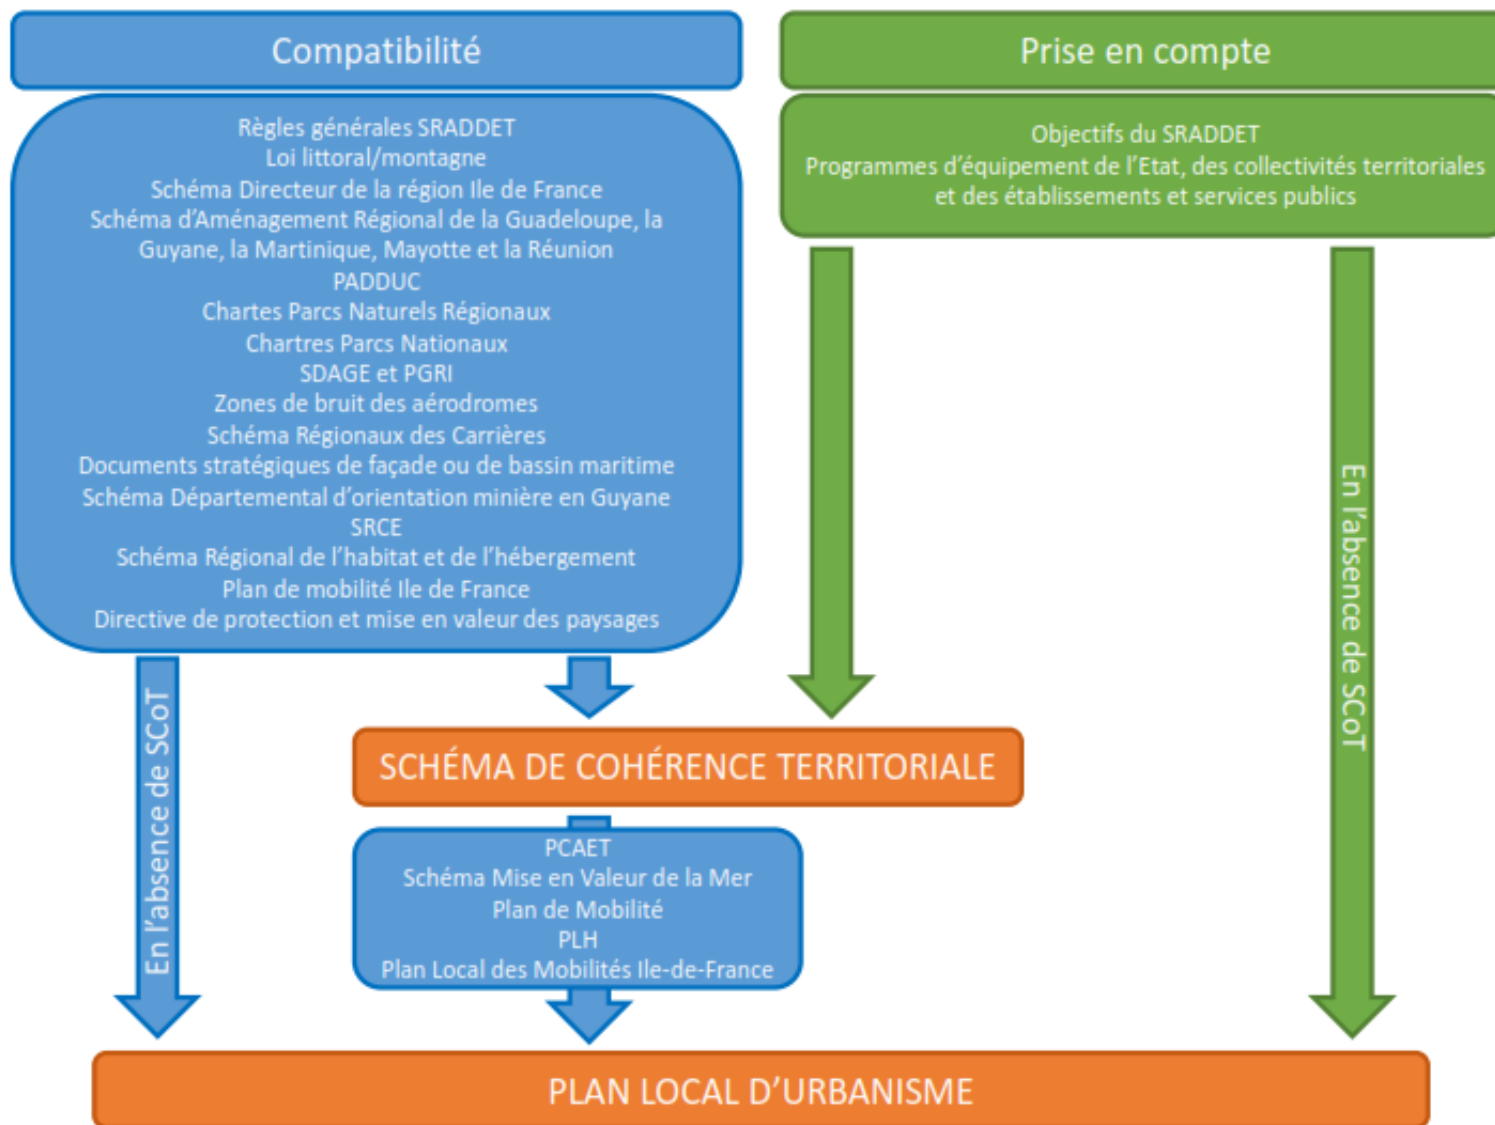 Compatibilité
Règles générales SRADDET
Loi littoral/montagne
Schéma Directeur de la région Ile de France
Schéma d’Aménagement Régional de la Guadeloupe, la
Guyane, la Martinique, Mayotte et la Réunion
PADDUC
Chartes Parcs Naturels Régionaux
Chartres Parcs Nationaux
SDAGE et PGRI
Zones de bruit des aérodromes
Schéma Régionaux des Carrières
Documents stratégiques de façade ou de bassin maritime
Schéma Départemental d’orientation minière en Guyane
SRCE
Schéma Régional de l’habitat et de l’hébergement
Plan de mobilité Ile de France
Directive de protection et mise en valeur des paysages
Prise en compte
Objectifs du SRADDET
Programmes d’équipement de l’Etat, des collectivités territoriales
et des établissements et services publics
En l’absence de SCoT
En l’absence de SCoT
SCHÉMA DE COHÉRENCE TERRITORIALE
PCAET
Schéma Mise en Valeur de la Mer
Plan de Mobilité
PLH
Plan Local des Mobilités Ile-de-France
PLAN LOCAL D’URBANISME